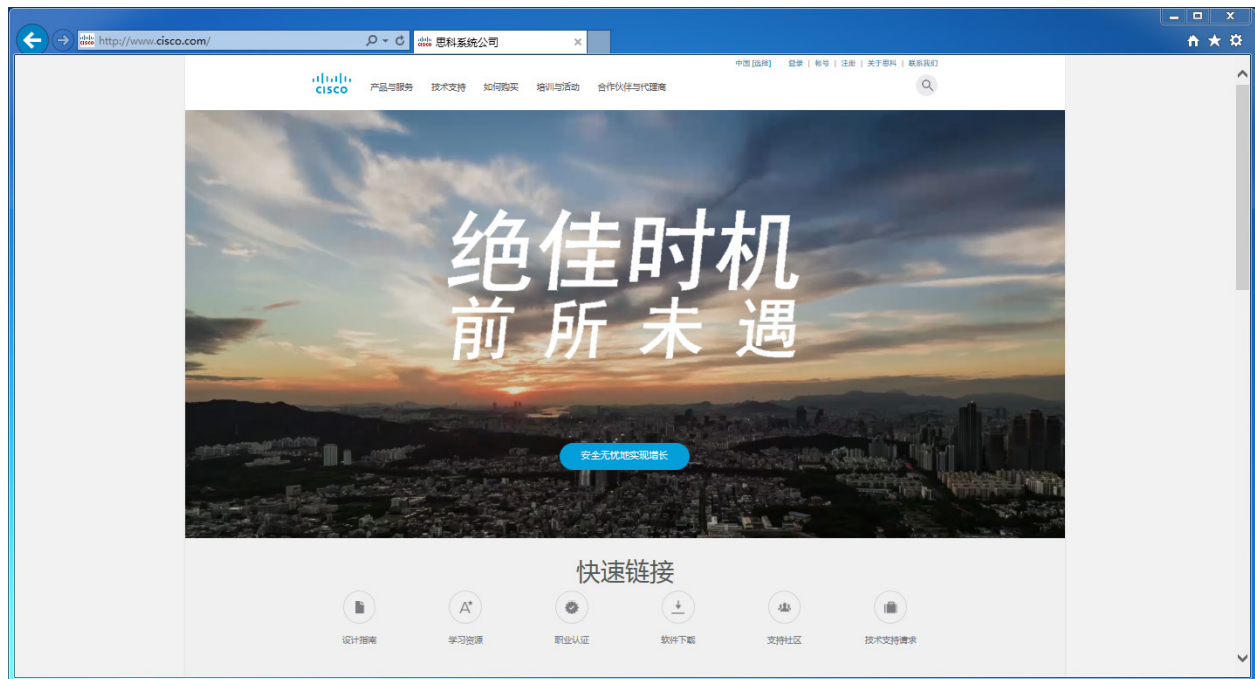 http://www.cisco.com/
思科系统公司
中国 [选择] 登录 | 帐号 | 注册 | 关于思科 | 联系我们
CISCO
产品与服务 技术支持 如何购买 培训与活动 合作伙伴与代理商
绝佳时机
前所未遇
安全无忧地实现增长
快速链接
设计指南 学习资源 职业认证 软件下载 支持社区 技术支持请求